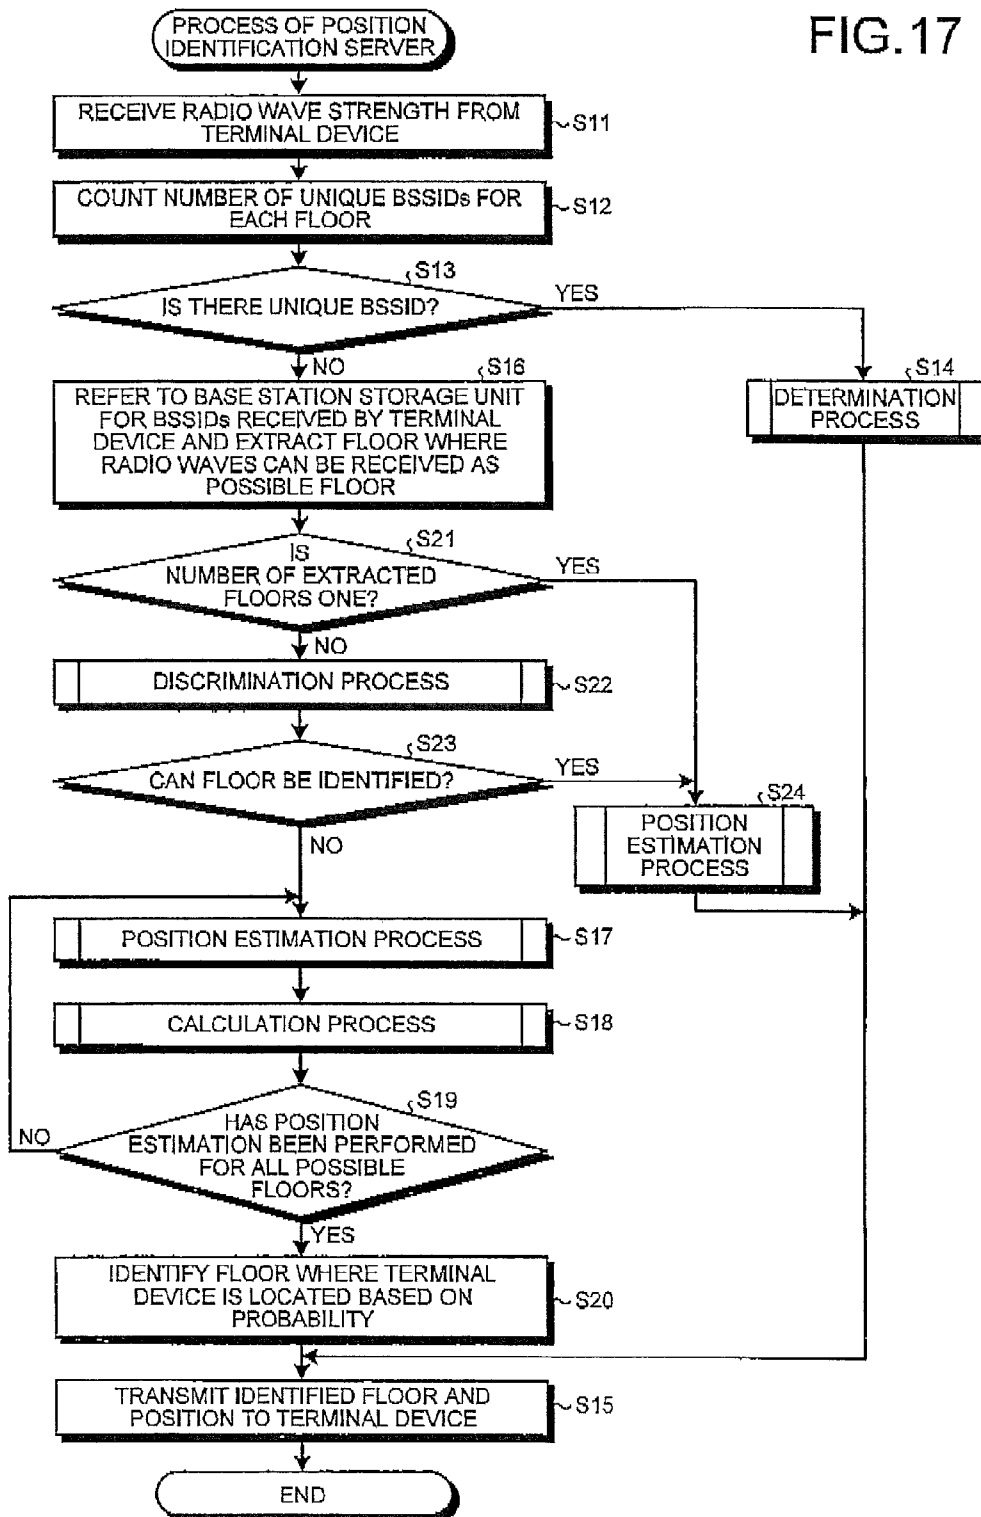 FIG.17
PROCESS OF POSITION
IDENTIFICATION SERVER
RECEIVE RADIO WAVE STRENGTH FROM
TERMINAL DEVICE
S11
COUNT NUMBER OF UNIQUE BSSIDs FOR
EACH FLOOR
S12
S13
IS THERE UNIQUE BSSID?
YES
NO
S14
DETERMINATION
PROCESS
S16
REFER TO BASE STATION STORAGE UNIT
FOR BSSIDs RECEIVED BY TERMINAL
DEVICE AND EXTRACT FLOOR WHERE
RADIO WAVES CAN BE RECEIVED AS
POSSIBLE FLOOR
S21
IS
NUMBER OF EXTRACTED
FLOORS ONE?
YES
NO
DISCRIMINATION PROCESS
S22
S23
CAN FLOOR BE IDENTIFIED?
YES
NO
S24
POSITION
ESTIMATION
PROCESS
POSITION ESTIMATION PROCESS
S17
CALCULATION PROCESS
S18
S19
HAS POSITION
ESTIMATION BEEN PERFORMED
FOR ALL POSSIBLE
FLOORS?
NO
YES
IDENTIFY FLOOR WHERE TERMINAL
DEVICE IS LOCATED BASED ON
PROBABILITY
S20
TRANSMIT IDENTIFIED FLOOR AND
POSITION TO TERMINAL DEVICE
S15
END